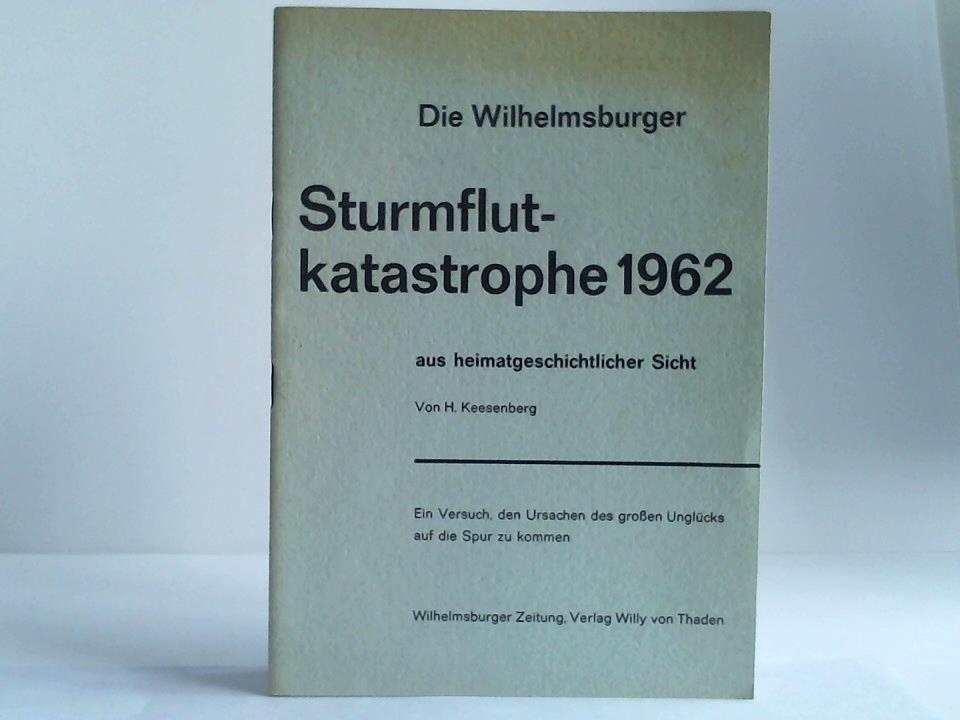 Die Wilhelmsburger
Sturmflut-
katastrophe 1962
aus heimatgeschichtlicher Sicht
Von H. Keesenberg
Ein Versuch, den Ursachen des großen Unglücks
auf die Spur zu kommen
Wilhelmsburger Zeitung, Verlag Willy von Thaden